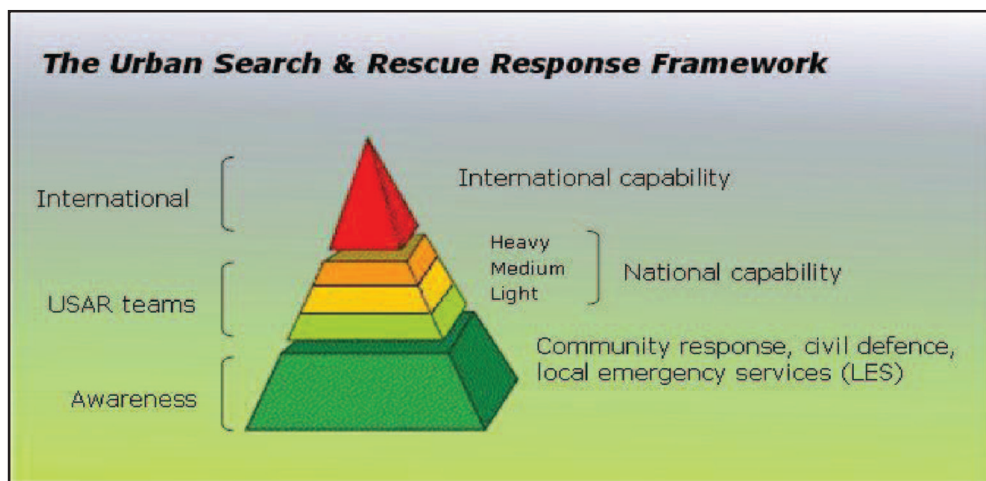 The Urban Search & Rescue Response Framework
International
International capability
Heavy
Medium
Light
National capability
USAR teams
Community response, civil defence,
local emergency services (LES)
Awareness